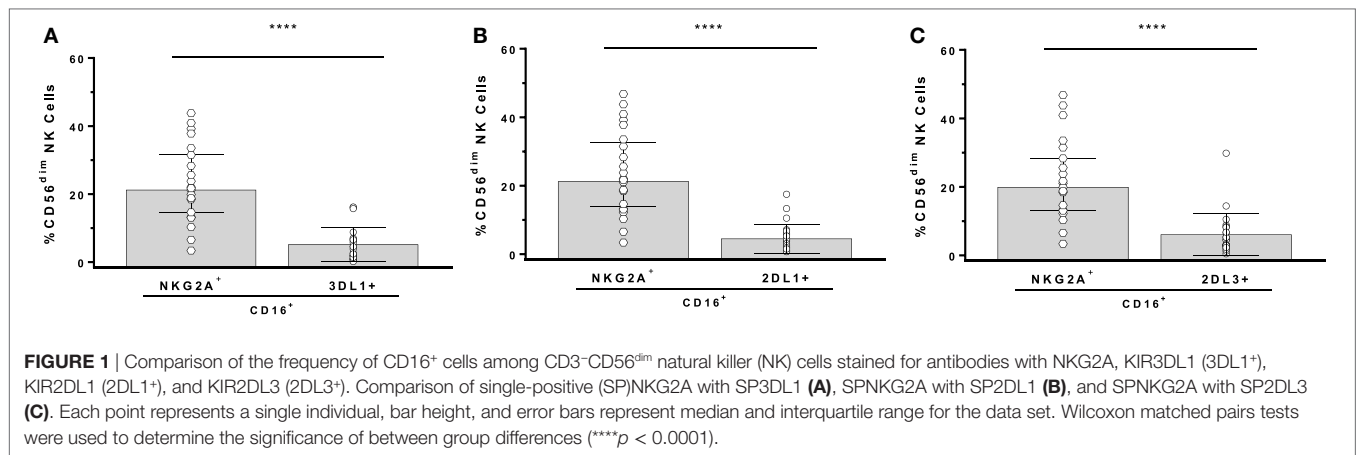 A
****
%CD56ᵈⁱᵐ NK Cells
60
40
20
0
NKG2A⁺
3DL1+
CD16⁺
B
****
%CD56ᵈⁱᵐ NK Cells
60
40
20
0
NKG2A⁺
2DL1+
CD16⁺
C
****
%CD56ᵈⁱᵐ NK Cells
60
40
20
0
NKG2A⁺
2DL3+
CD16⁺
FIGURE 1 | Comparison of the frequency of CD16⁺ cells among CD3⁻CD56ᵈⁱᵐ natural killer (NK) cells stained for antibodies with NKG2A, KIR3DL1 (3DL1⁺),
KIR2DL1 (2DL1⁺), and KIR2DL3 (2DL3⁺). Comparison of single-positive (SP)NKG2A with SP3DL1 (A), SPNKG2A with SP2DL1 (B), and SPNKG2A with SP2DL3
(C). Each point represents a single individual, bar height, and error bars represent median and interquartile range for the data set. Wilcoxon matched pairs tests
were used to determine the significance of between group differences (****p < 0.0001).